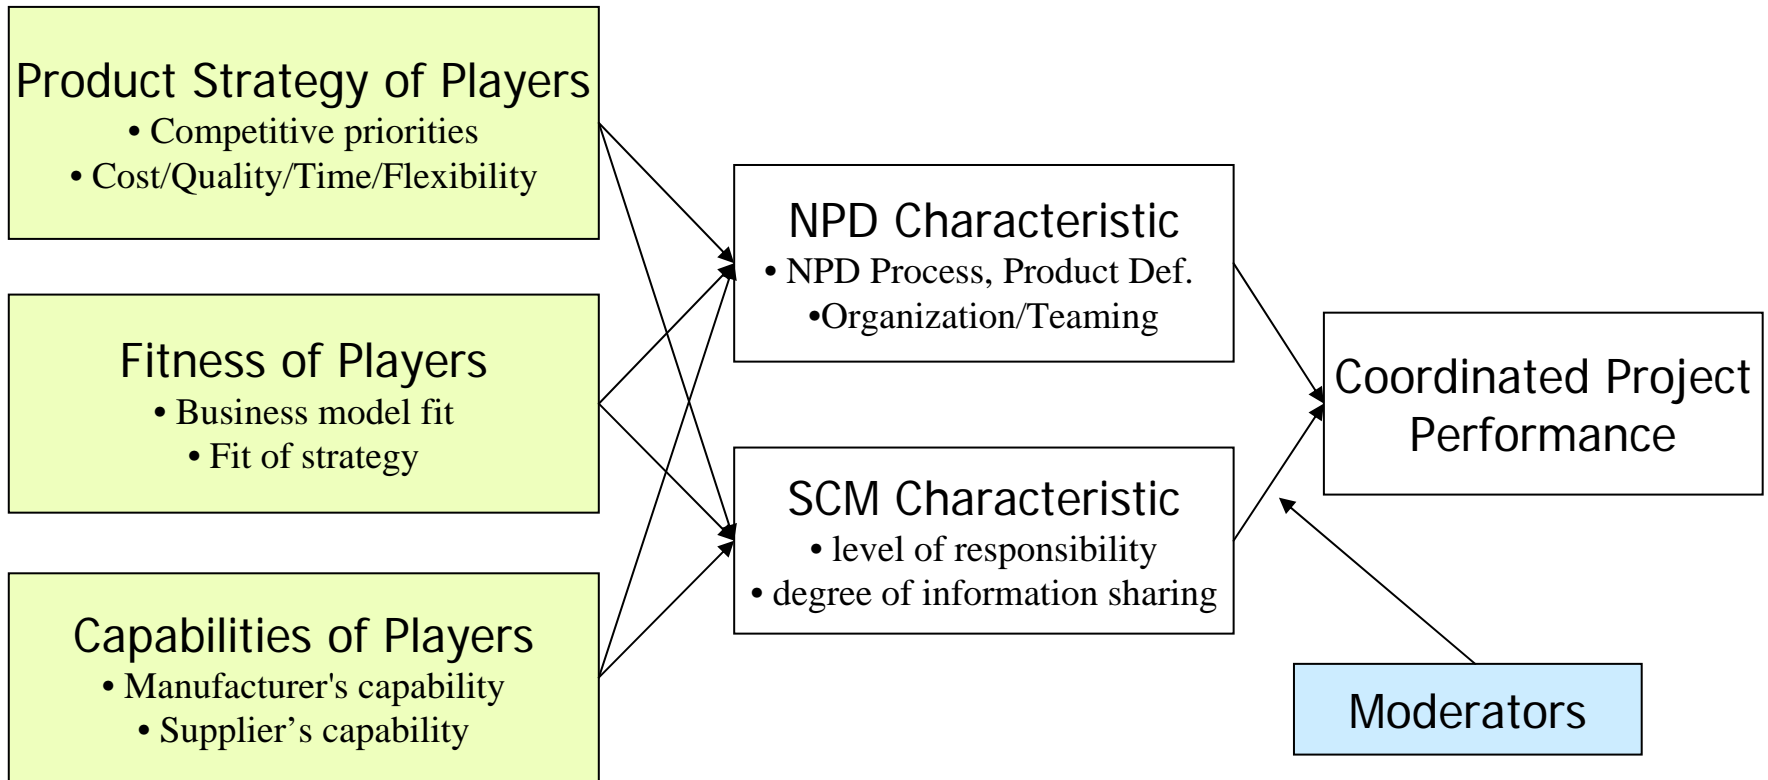 Product Strategy of Players
• Competitive priorities
• Cost/Quality/Time/Flexibility
Fitness of Players
• Business model fit
• Fit of strategy
Capabilities of Players
• Manufacturer's capability
• Supplier’s capability
NPD Characteristic
• NPD Process, Product Def.
•Organization/Teaming
SCM Characteristic
• level of responsibility
• degree of information sharing
Coordinated Project
Performance
Moderators